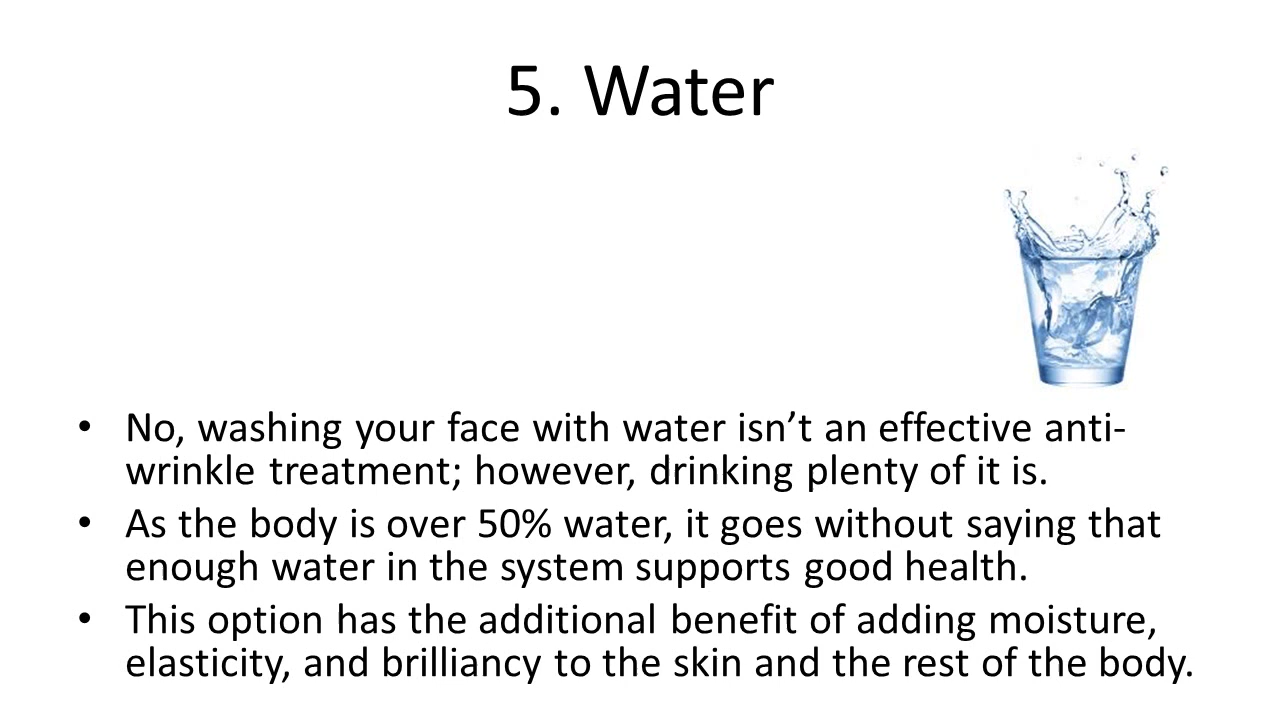 5. Water
• No, washing your face with water isn’t an effective anti-
wrinkle treatment; however, drinking plenty of it is.
• As the body is over 50% water, it goes without saying that
enough water in the system supports good health.
• This option has the additional benefit of adding moisture,
elasticity, and brilliancy to the skin and the rest of the body.